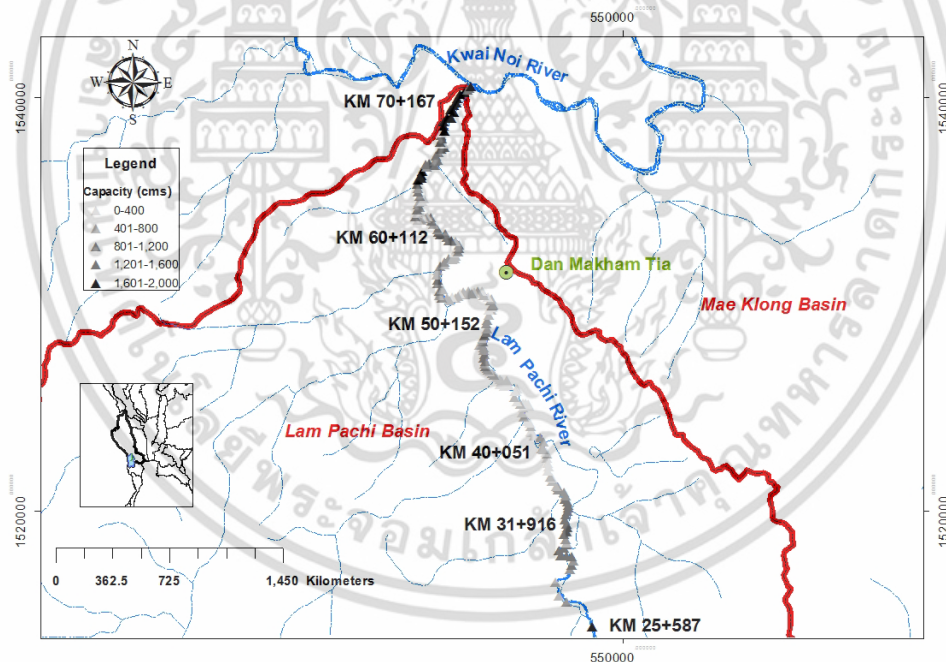 550000
Kwai Noi River
N
W E
S
1540000
1540000
KM 70+167
Legend
Capacity (cms)
0-400
401-800
801-1,200
1,201-1,600
1,601-2,000
KM 60+112
Dan Makham Tia
Mae Klong Basin
KM 50+152
Lam Pachi River
Lam Pachi Basin
KM 40+051
KM 31+916
1520000
1520000
0 362.5 725 1,450 Kilometers
KM 25+587
550000